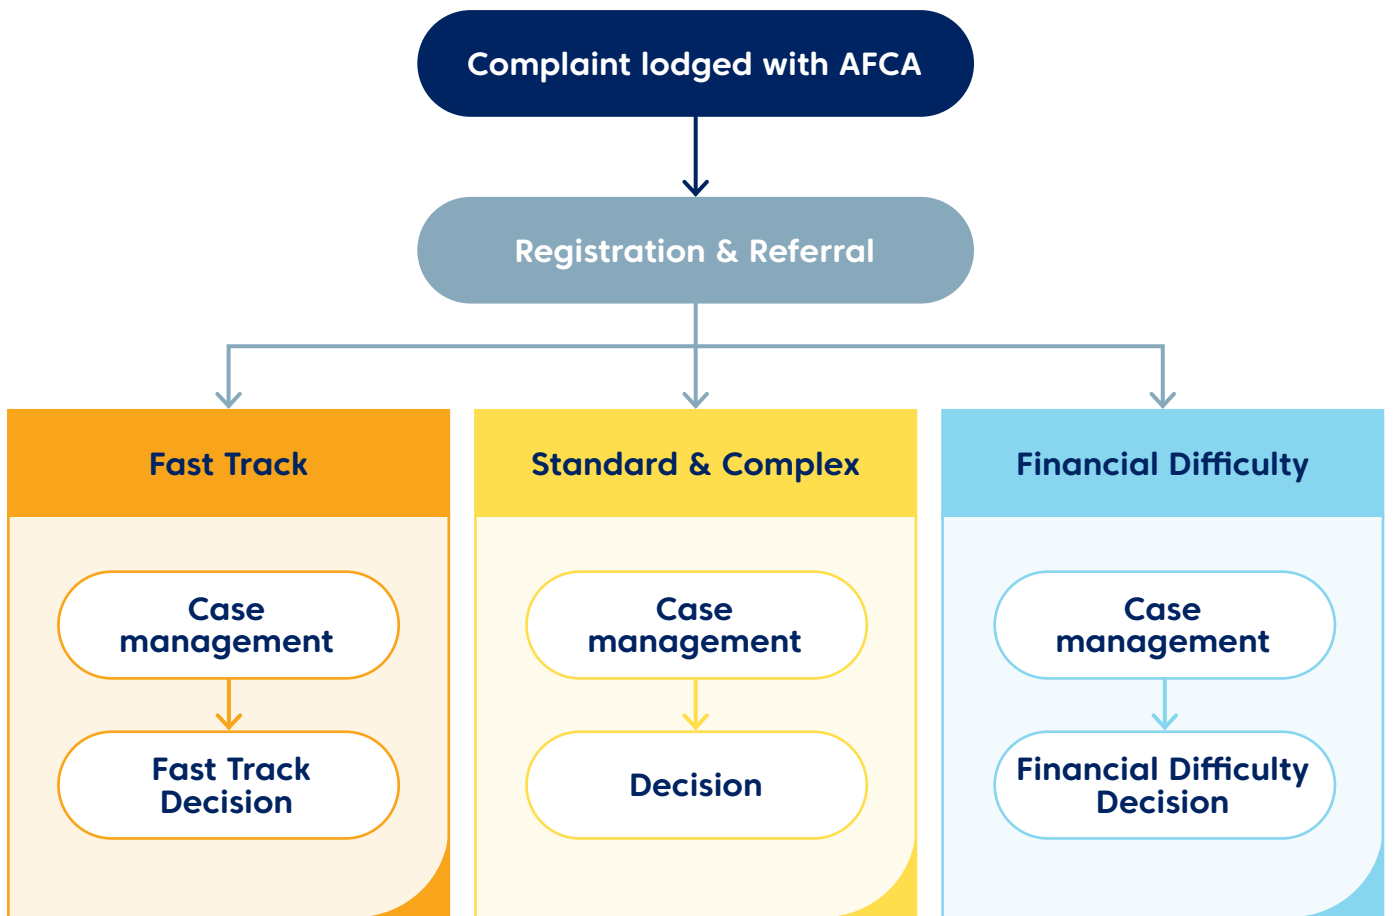 Complaint lodged with AFCA
Registration & Referral
Fast Track
Case
management
Fast Track
Decision
Standard & Complex
Case
management
Decision
Financial Difficulty
Case
management
Financial Difficulty
Decision